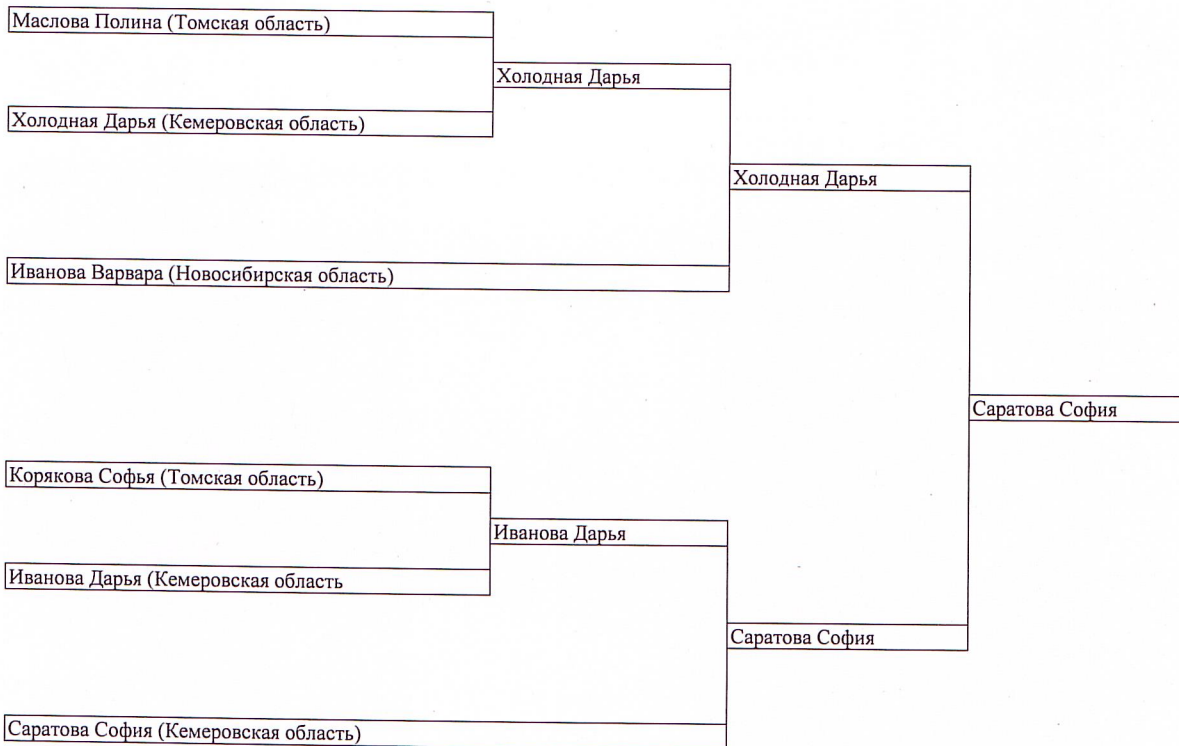 Маслова Полина (Томская область)
Холодная Дарья
Холодная Дарья (Кемеровская область)
Холодная Дарья
Иванова Варвара (Новосибирская область)
Саратова София
Корякова Софья (Томская область)
Иванова Дарья
Иванова Дарья (Кемеровская область
Саратова София
Саратова София (Кемеровская область)